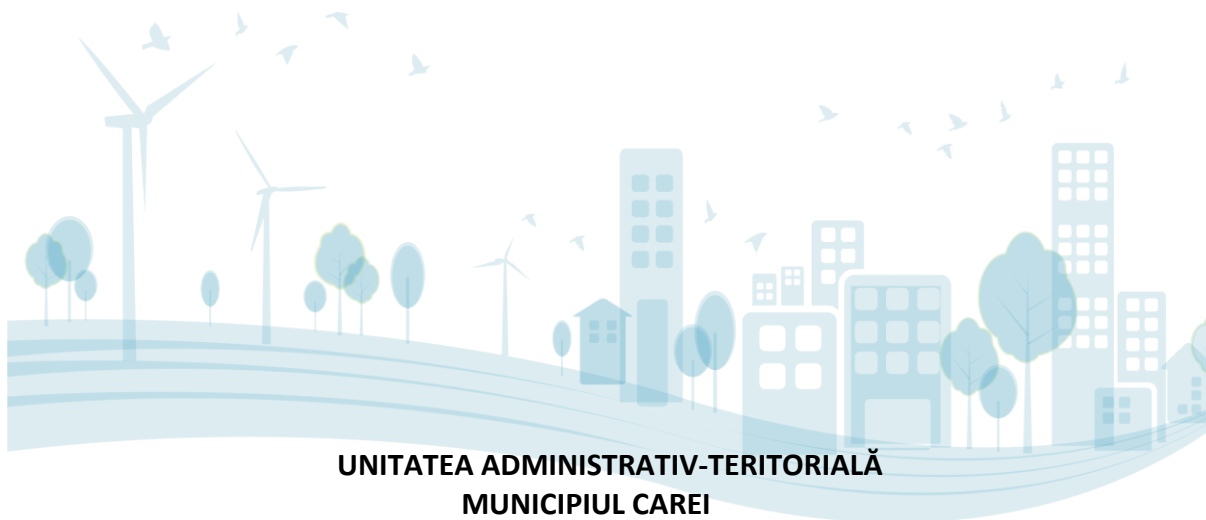 UNITATEA ADMINISTRATIV-TERITORIALĂ
MUNICIPIUL CAREI